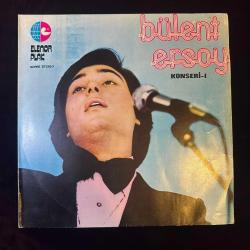 bülent
ersoy
KONSERİ-1
ELENOR
PLAK